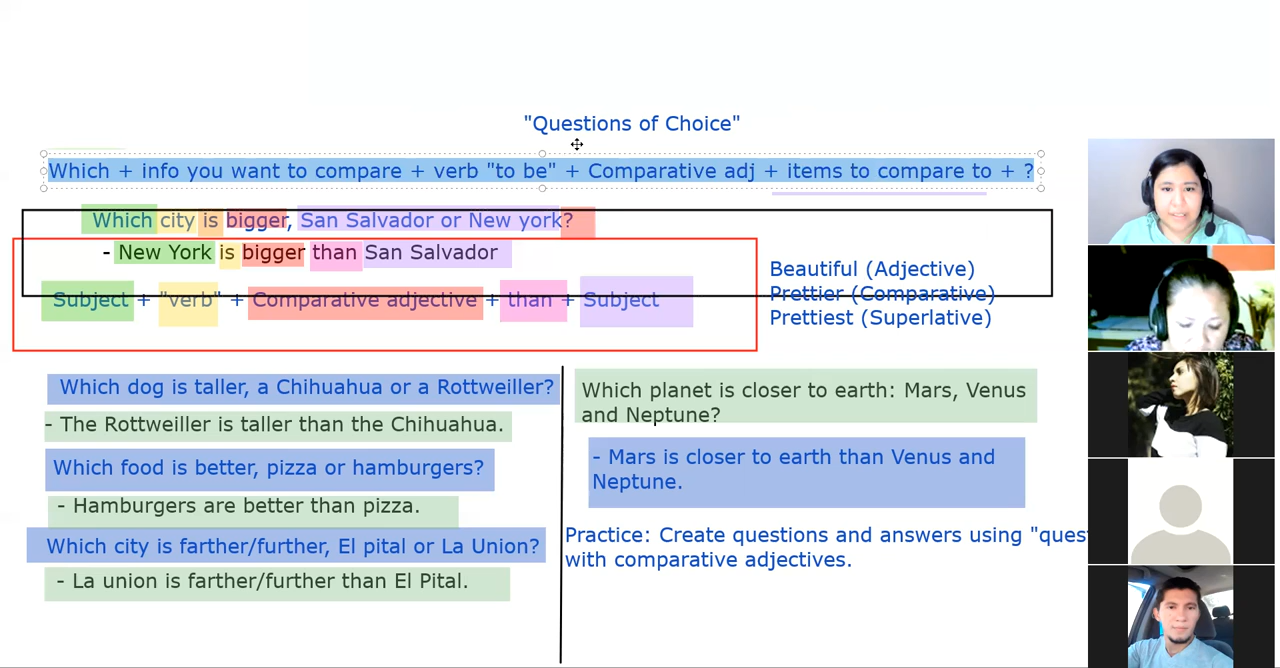 "Questions of Choice"
Which + info you want to compare + verb "to be" + Comparative adj + items to compare to + ?
Which city is bigger, San Salvador or New york?
- New York is bigger than San Salvador
Subject + "verb" + Comparative adjective + than + Subject
Beautiful (Adjective)
Prettier (Comparative)
Prettiest (Superlative)
Which dog is taller, a Chihuahua or a Rottweiller?
- The Rottweiller is taller than the Chihuahua.
Which food is better, pizza or hamburgers?
- Hamburgers are better than pizza.
Which city is farther/further, El pital or La Union?
- La union is farther/further than El Pital.
Which planet is closer to earth: Mars, Venus
and Neptune?
- Mars is closer to earth than Venus and
Neptune.
Practice: Create questions and answers using "ques
with comparative adjectives.